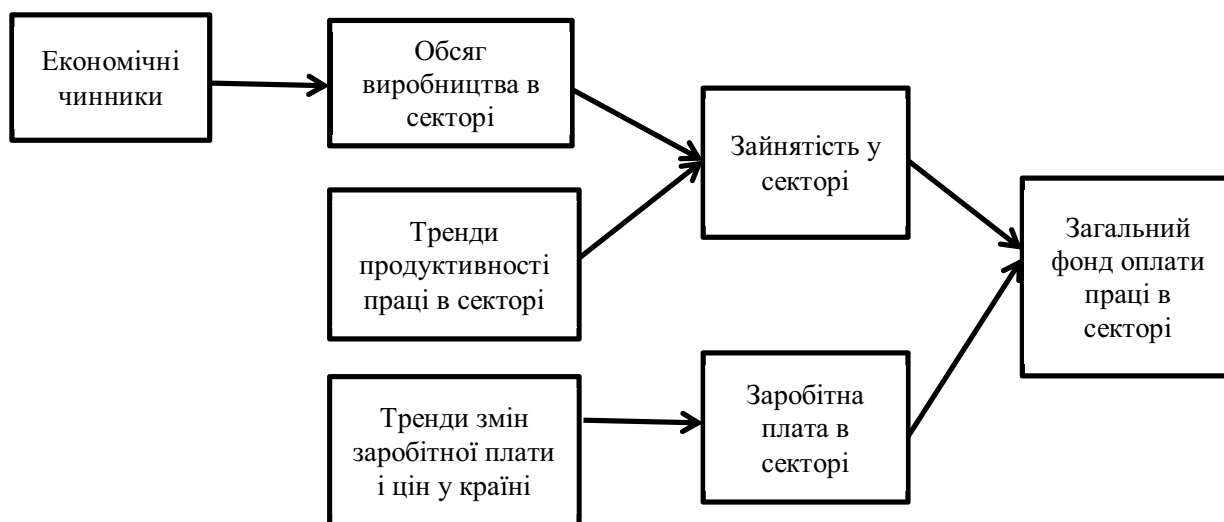 Економічні
чинники
Обсяг
виробництва в
секторі
Тренди
продуктивності
праці в секторі
Тренди змін
заробітної плати
і цін у країні
Зайнятість у
секторі
Заробітна
плата в
секторі
Загальний
фонд оплати
праці в
секторі